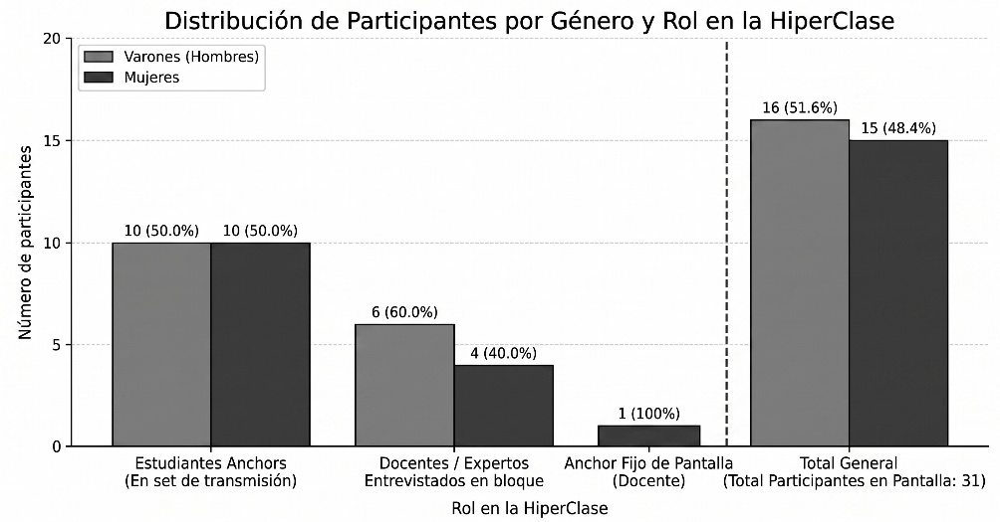 Distribución de Participantes por Género y Rol en la HiperClase
Varones (Hombres)
Mujeres
Número de participantes
20
15
10
5
0
10 (50.0%)
10 (50.0%)
6 (60.0%)
4 (40.0%)
1 (100%)
16 (51.6%)
15 (48.4%)
Estudiantes Anchors
(En set de transmisión)
Docentes / Expertos
Entrevistados en bloque
Anchor Fijo de Pantalla
(Docente)
Total General
(Total Participantes en Pantalla: 31)
Rol en la HiperClase